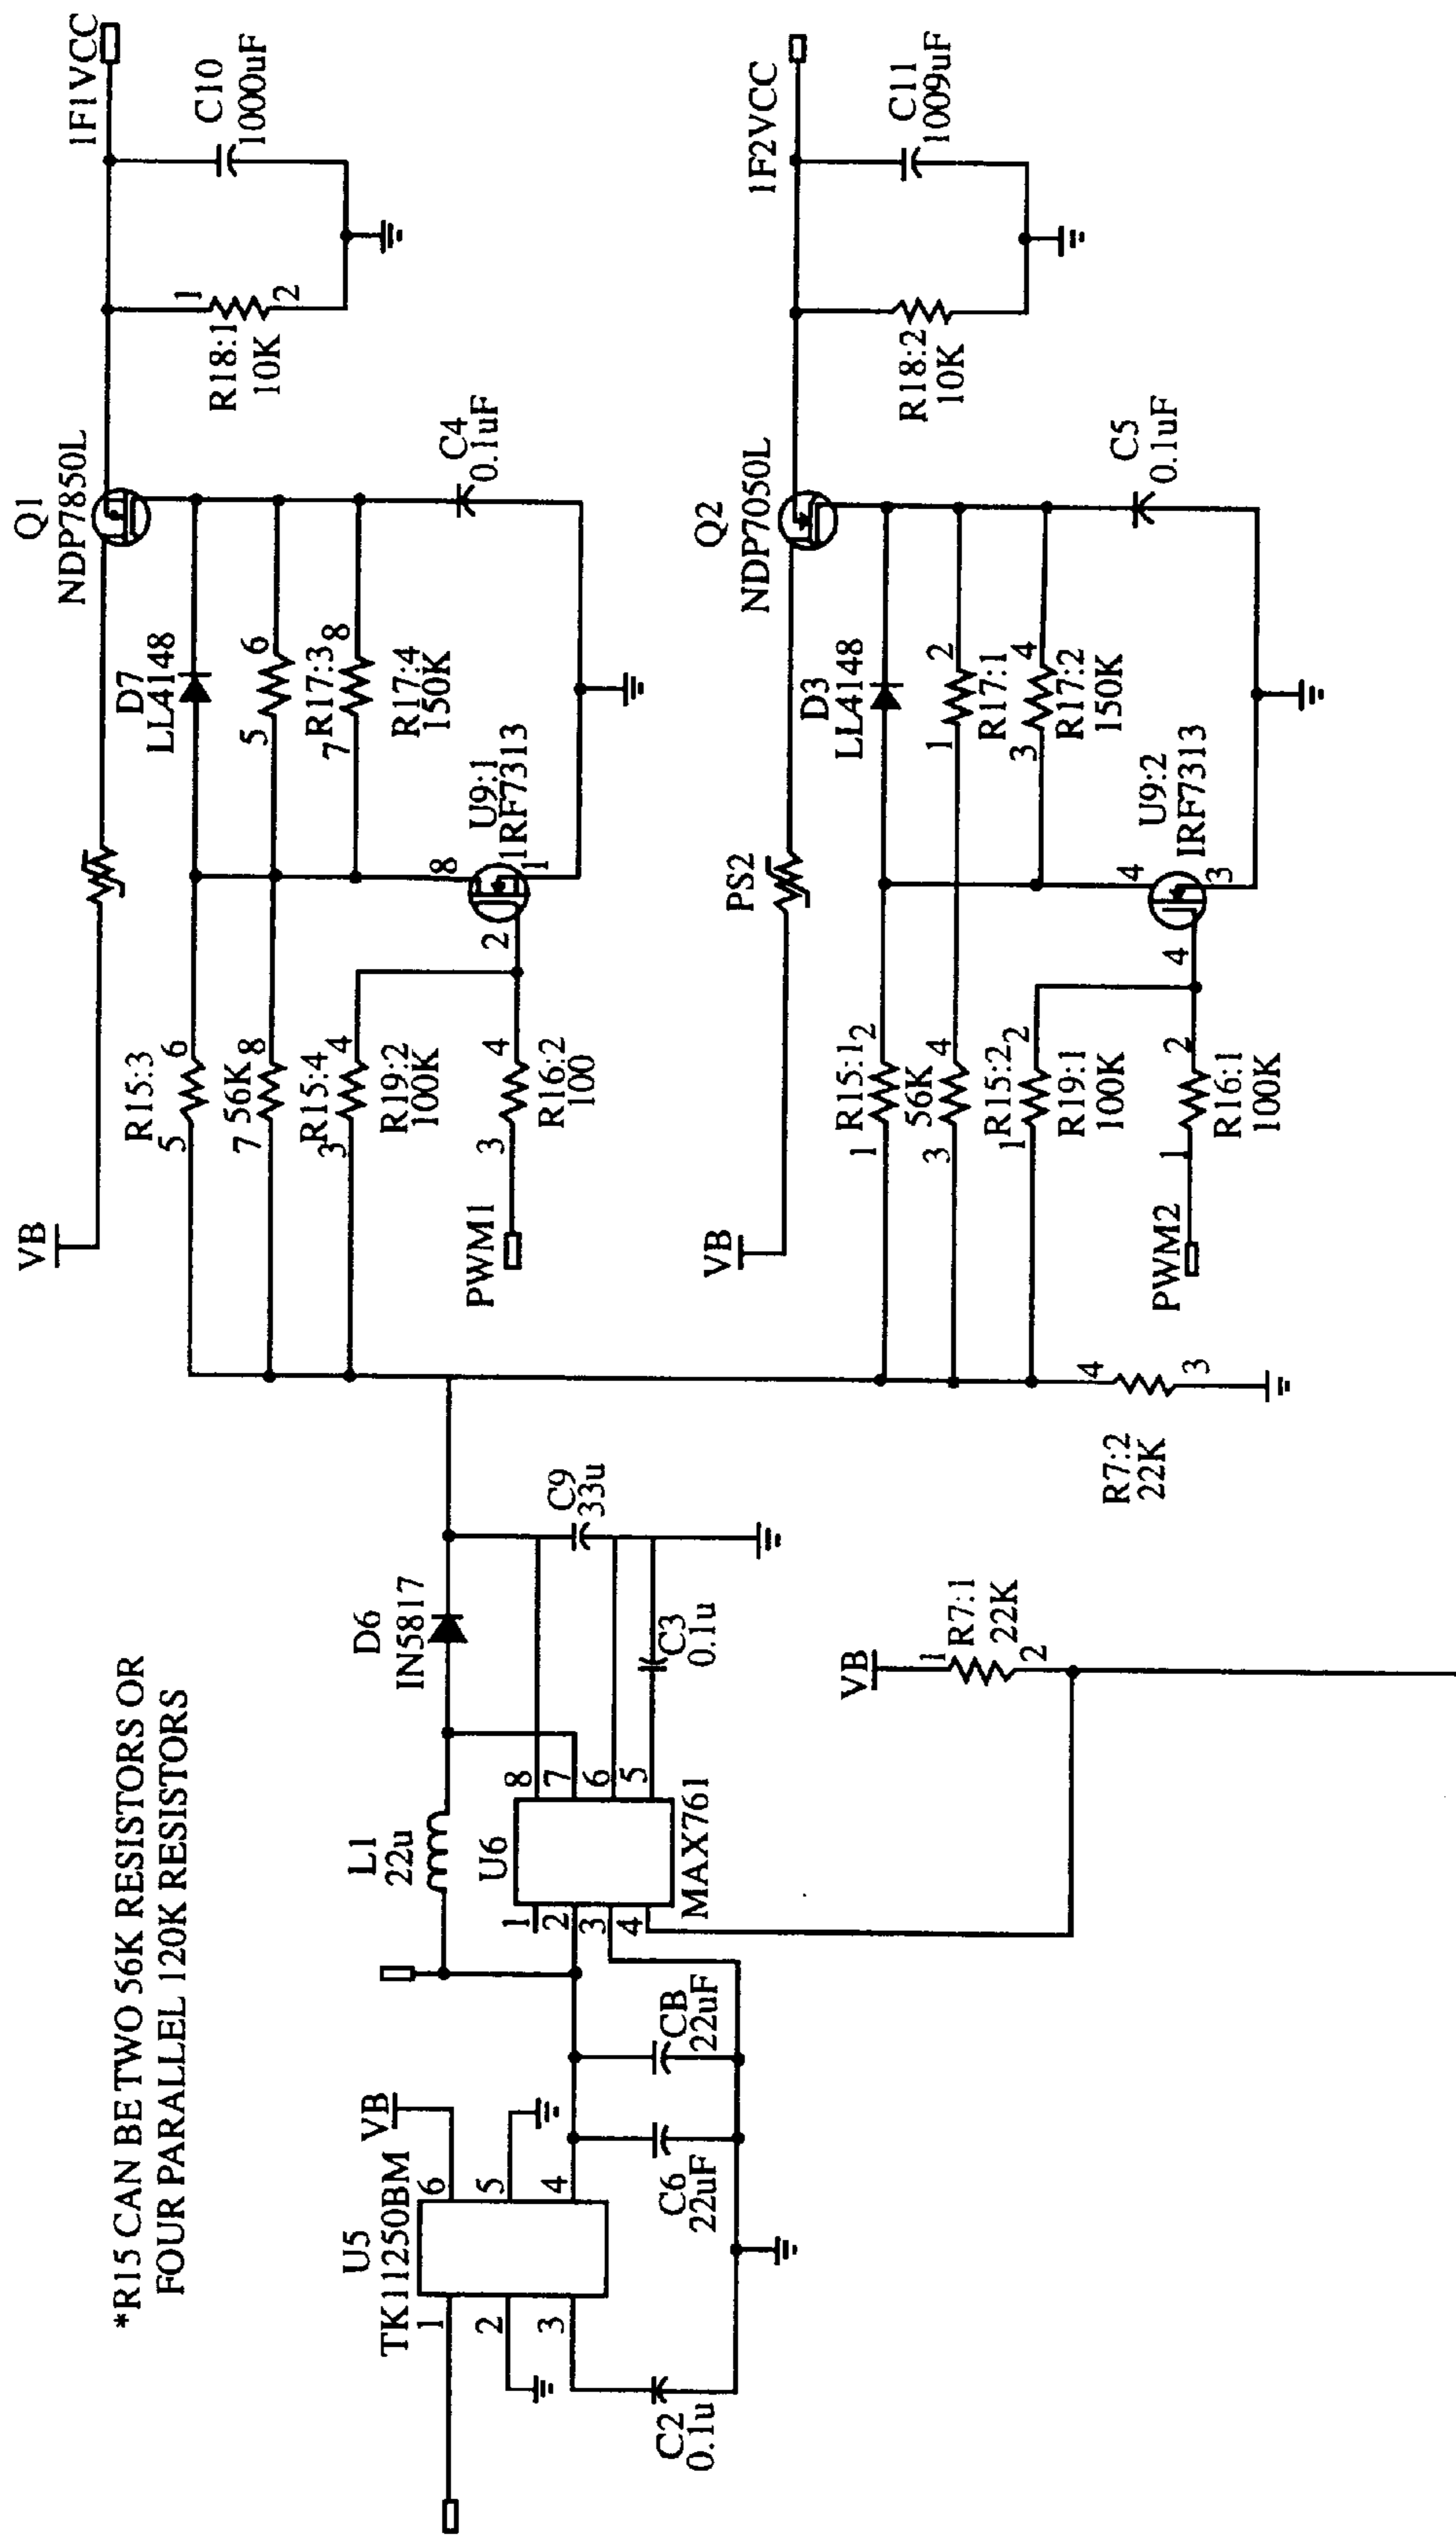 *R15 CAN BE TWO 56K RESISTORS OR
FOUR PARALLEL 120K RESISTORS
U5
TK11250BM
1
2
3
6
5
4
VB
C2
0.1u
C6
22uF
CB
22uF
L1
22u
U6
MAX761
1
2
3
4
8
7
6
5
D6
IN5817
C9
33u
C3
0.1u
VB
1
R7:1
22K
2
R7:2
22K
4
3
VB
Q1
NDP7850L
1F1VCC
D7
LL4148
R15:3
5
6
7
56K
8
R15:4
3
4
R19:2
100K
5
6
R17:3
7
8
R17:4
150K
PWM1
3
4
R16:2
100
2
8
U9:1
1RF7313
1
C4
0.1uF
R18:1
10K
1
2
C10
1000uF
VB
PS2
Q2
NDP7050L
1F2VCC
D3
LL4148
R15:1
1
2
56K
3
4
R15:2
1
2
R19:1
100K
1
2
R17:1
3
4
R17:2
150K
PWM2
1
2
R16:1
100K
4
4
U9:2
IRF7313
3
C5
0.1uF
R18:2
10K
C11
1009uF